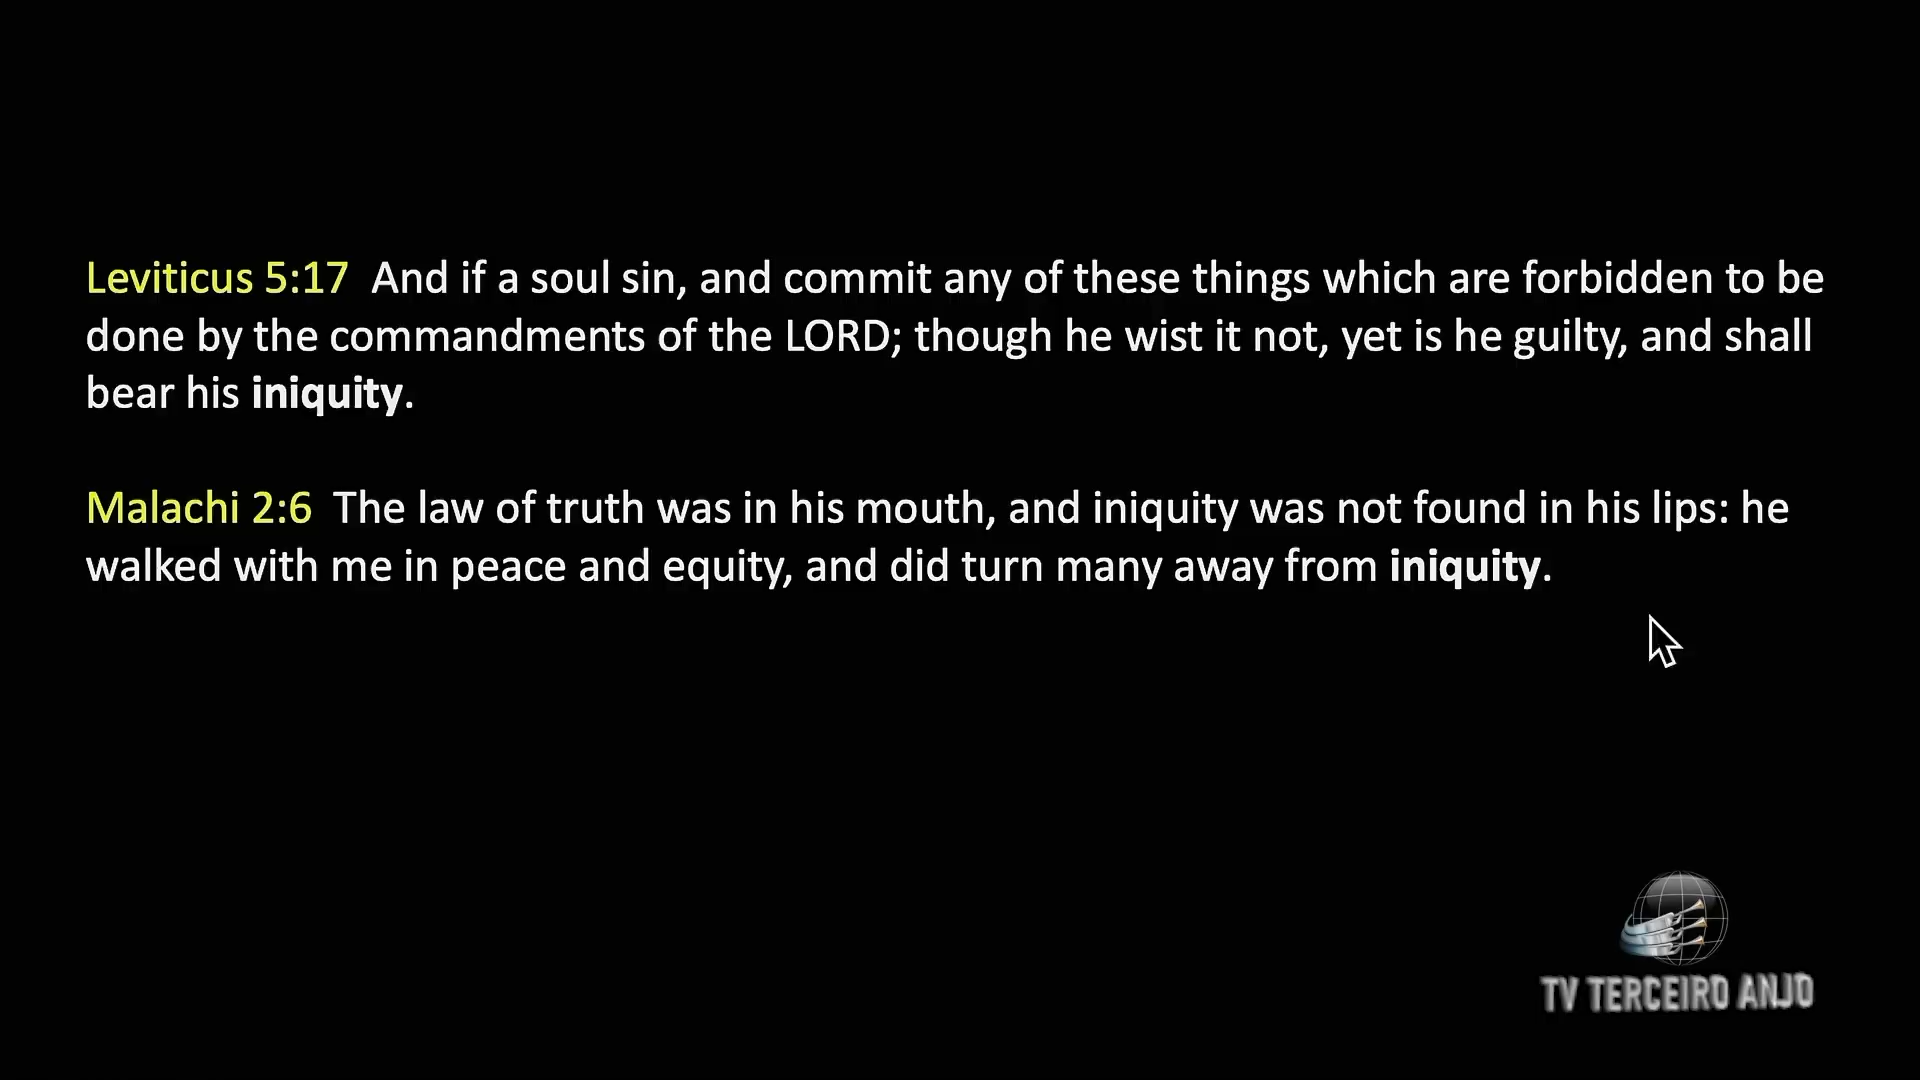 Leviticus 5:17 And if a soul sin, and commit any of these things which are forbidden to be
done by the commandments of the LORD; though he wist it not, yet is he guilty, and shall
bear his iniquity.
Malachi 2:6 The law of truth was in his mouth, and iniquity was not found in his lips: he
walked with me in peace and equity, and did turn many away from iniquity.
TV TERCEIRO ANJO